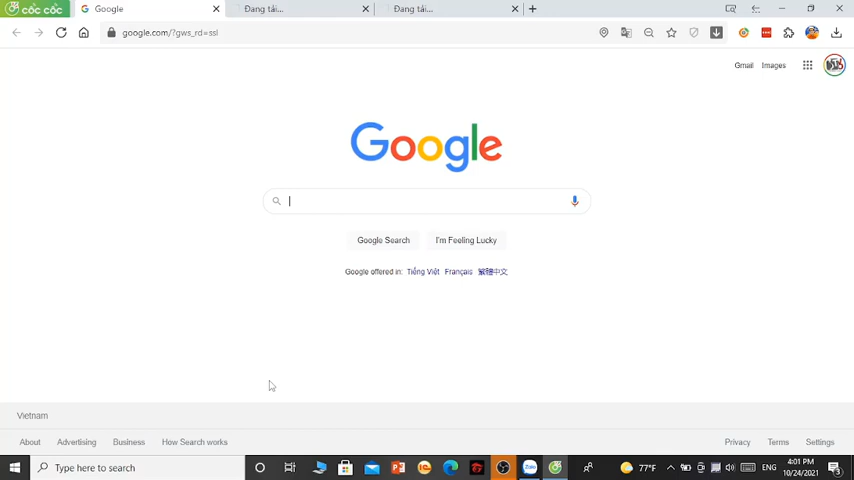 cốc cốc
Google
Đang tải...
Đang tải...
google.com/?gws_rd=ssl
Gmail
Images
Google
Google Search
I'm Feeling Lucky
Google offered in: Tiếng Việt Français 繁體中文
Vietnam
About
Advertising
Business
How Search works
Privacy
Terms
Settings
Type here to search
Zalo
77°F
ENG
4:01 PM
10/24/2021
3